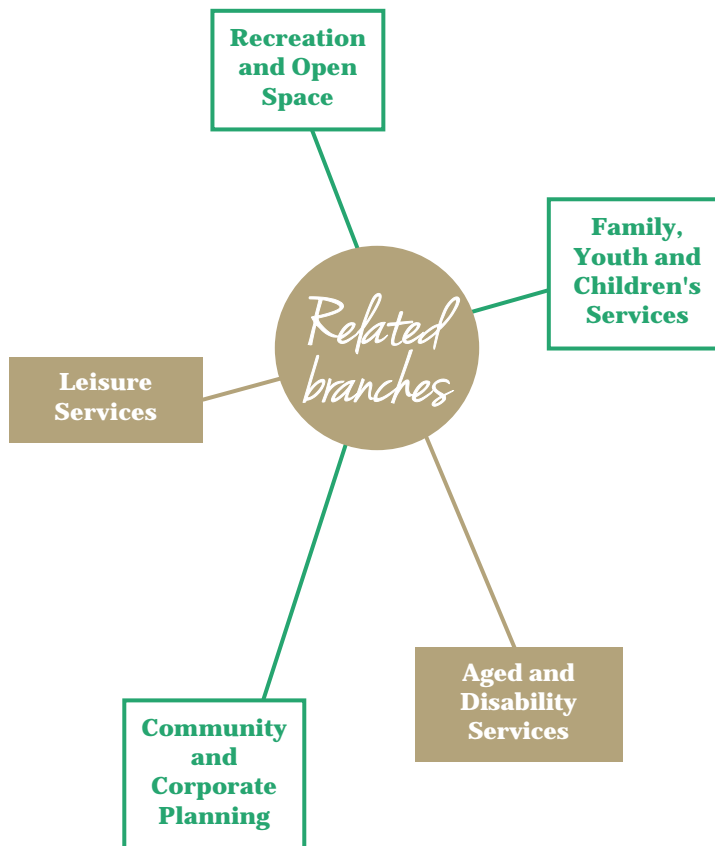 Recreation
and Open
Space
Family,
Youth and
Children's
Services
Related
branches
Leisure
Services
Aged and
Disability
Services
Community
and
Corporate
Planning